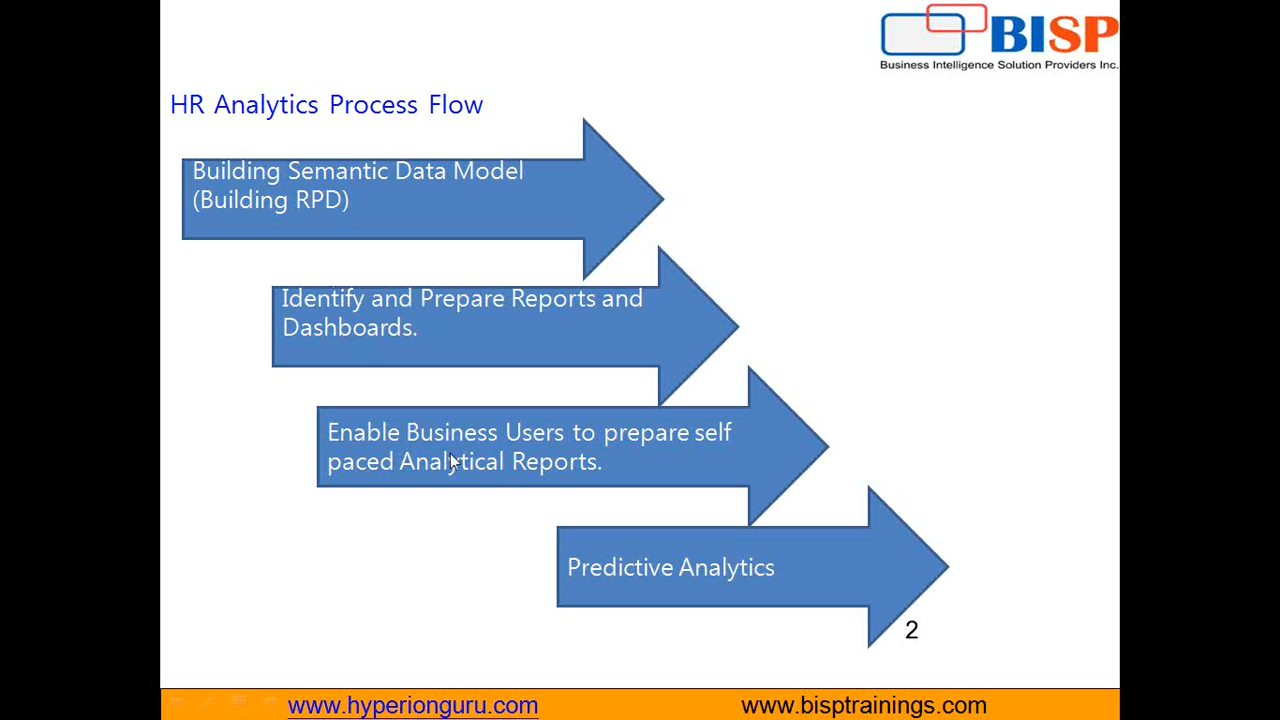 BISP
Business Intelligence Solution Providers Inc.
HR Analytics Process Flow
Building Semantic Data Model
(Building RPD)
Identify and Prepare Reports and
Dashboards.
Enable Business Users to prepare self
paced Analytical Reports.
Predictive Analytics
2
www.hyperionguru.com
www.bisptrainings.com